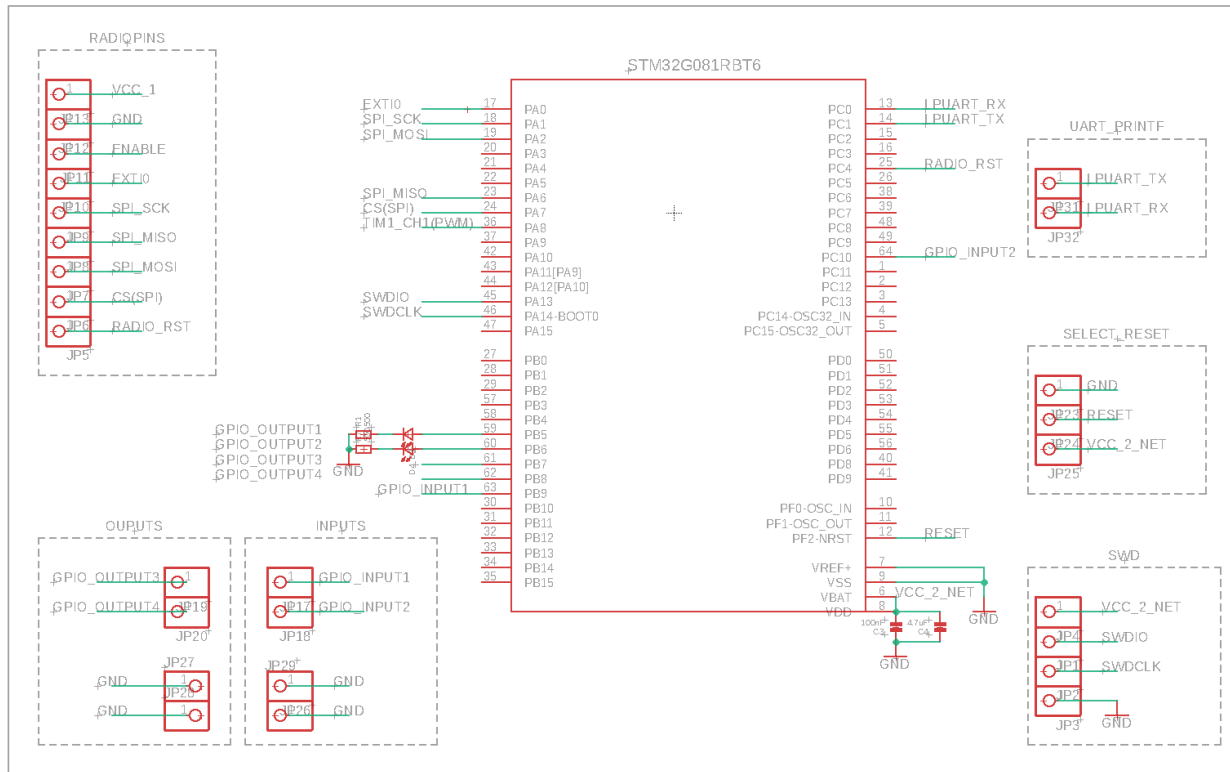 RADIOPINS
1 VCC_1
JP13 GND
JP12 ENABLE
JP11 EXTI0
JP10 SPI_SCK
JP9 SPI_MISO
JP8 SPI_MOSI
JP7 CS(SPI)
JP6 RADIO_RST
JP5
STM32G081RBT6
EXTI0 17 PA0
SPI_SCK 18 PA1
SPI_MOSI 19 PA2
20 PA3
21 PA4
22 PA5
SPI_MISO 23 PA6
CS(SPI) 24 PA7
TIM1_CH1(PWM) 36 PA8
37 PA9
42 PA10
43 PA11[PA9]
44 PA12[PA10]
SWDIO 45 PA13
SWDCLK 46 PA14-BOOT0
47 PA15
27 PB0
28 PB1
29 PB2
57 PB3
58 PB4
GPIO_OUTPUT1 R1 500 59 PB5
GPIO_OUTPUT2 60 PB6
GPIO_OUTPUT3 GND 61 PB7
GPIO_OUTPUT4 62 PB8
GPIO_INPUT1 63 PB9
30 PB10
31 PB11
32 PB12
33 PB13
34 PB14
35 PB15
PC0 13 LPUART_RX
PC1 14 LPUART_TX
PC2 15
PC3 16
PC4 25 RADIO_RST
PC5 26
PC6 38
PC7 39
PC8 48
PC9 49
PC10 64 GPIO_INPUT2
PC11 1
PC12 2
PC13 3
PC14-OSC32_IN 4
PC15-OSC32_OUT 5
PD0 50
PD1 51
PD2 52
PD3 53
PD4 54
PD5 55
PD6 56
PD8 40
PD9 41
PF0-OSC_IN 10
PF1-OSC_OUT 11
PF2-NRST 12 RESET
VREF+ 7
VSS 9
VBAT 6 VCC_2_NET
VDD 8 GND
100nF 4.7uF
C3 C4
GND
UART_PRINTF
1 LPUART_TX
JP31 LPUART_RX
JP32
SELECT_RESET
1 GND
JP23 RESET
JP24 VCC_2_NET
JP25
SWD
1 VCC_2_NET
JP4 SWDIO
JP1 SWDCLK
JP2
JP3 GND
OUPUTS
GPIO_OUTPUT3 1
GPIO_OUTPUT4 JP19
JP20
JP27
GND JP28
GND 1
INPUTS
1 GPIO_INPUT1
JP17 GPIO_INPUT2
JP18
JP29
1 GND
JP26 GND